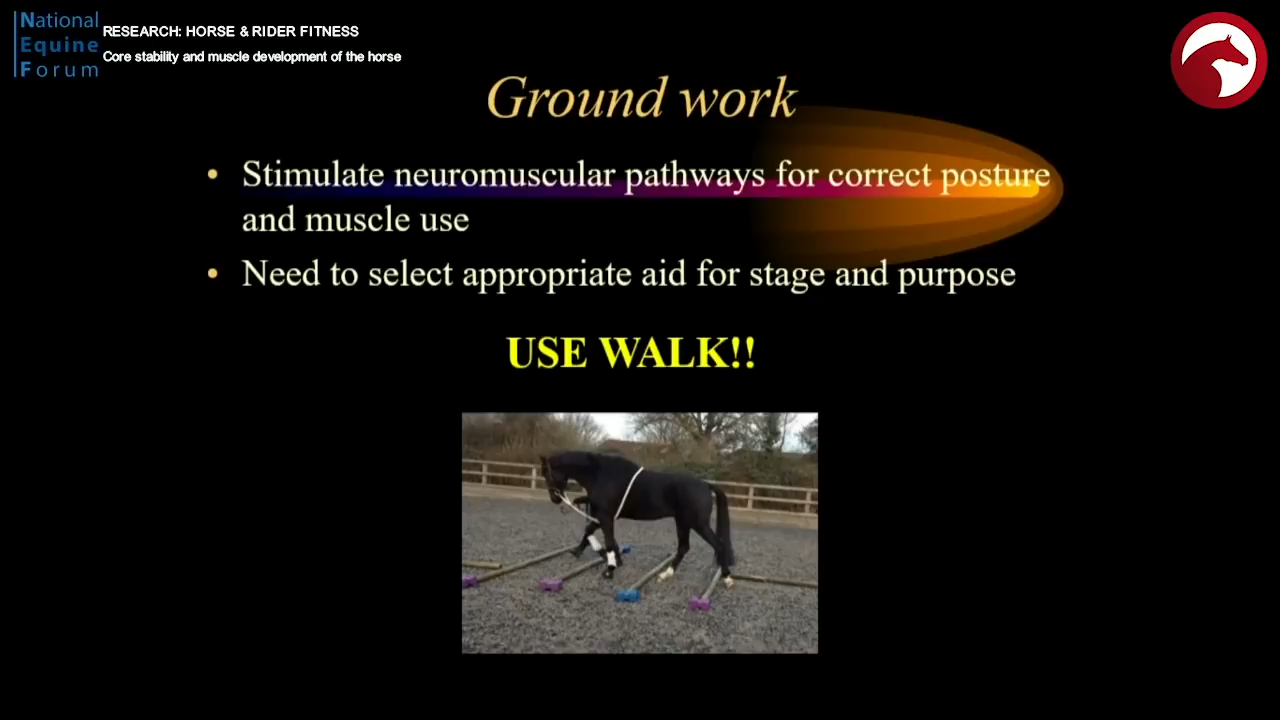 National
Equine
Forum
RESEARCH: HORSE & RIDER FITNESS
Core stability and muscle development of the horse
Ground work
• Stimulate neuromuscular pathways for correct posture
and muscle use
• Need to select appropriate aid for stage and purpose
USE WALK!!